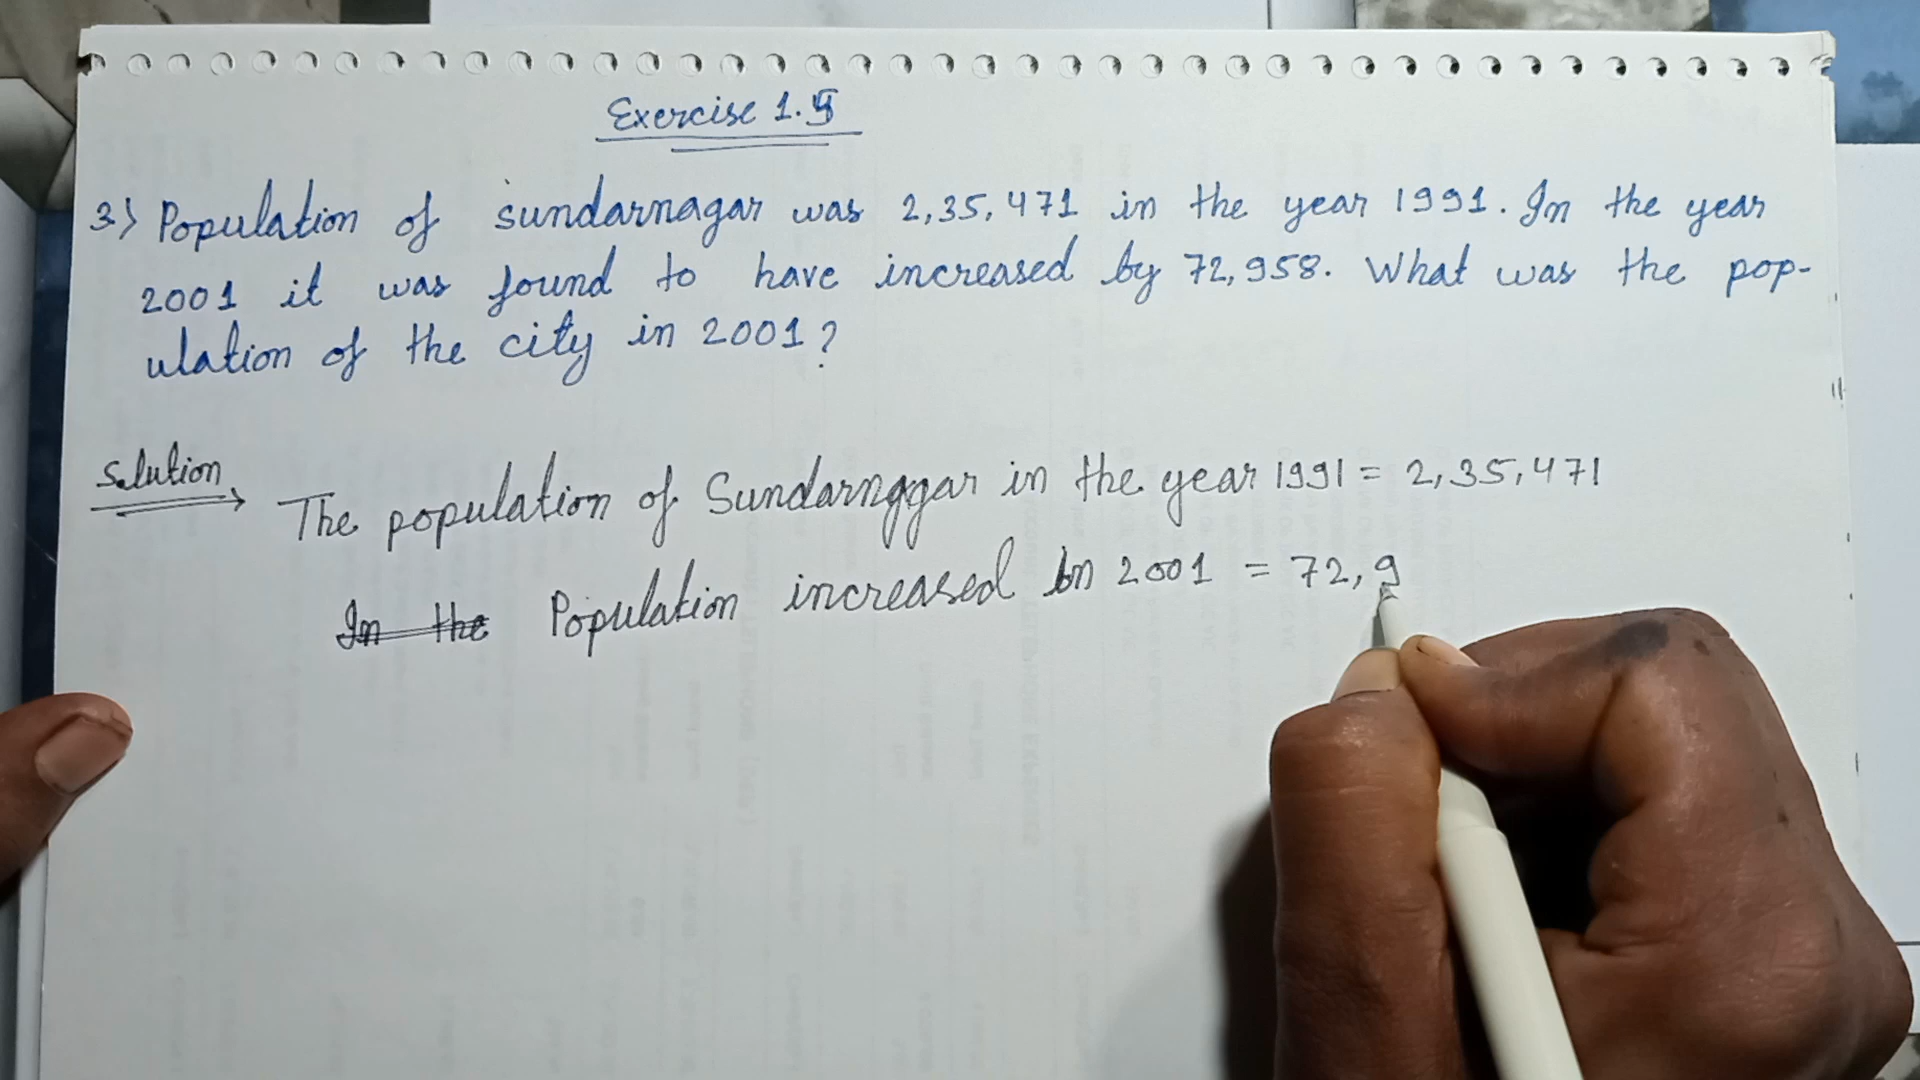 Exercise 1.5
3) Population of sundarnagar was 2,35,471 in the year 1991. In the year
2001 it was found to have increased by 72,958. What was the pop-
ulation of the city in 2001?
Solution
The population of Sundarnagar in the year 1991 = 2,35,471
In the Population increased in 2001 = 72,9